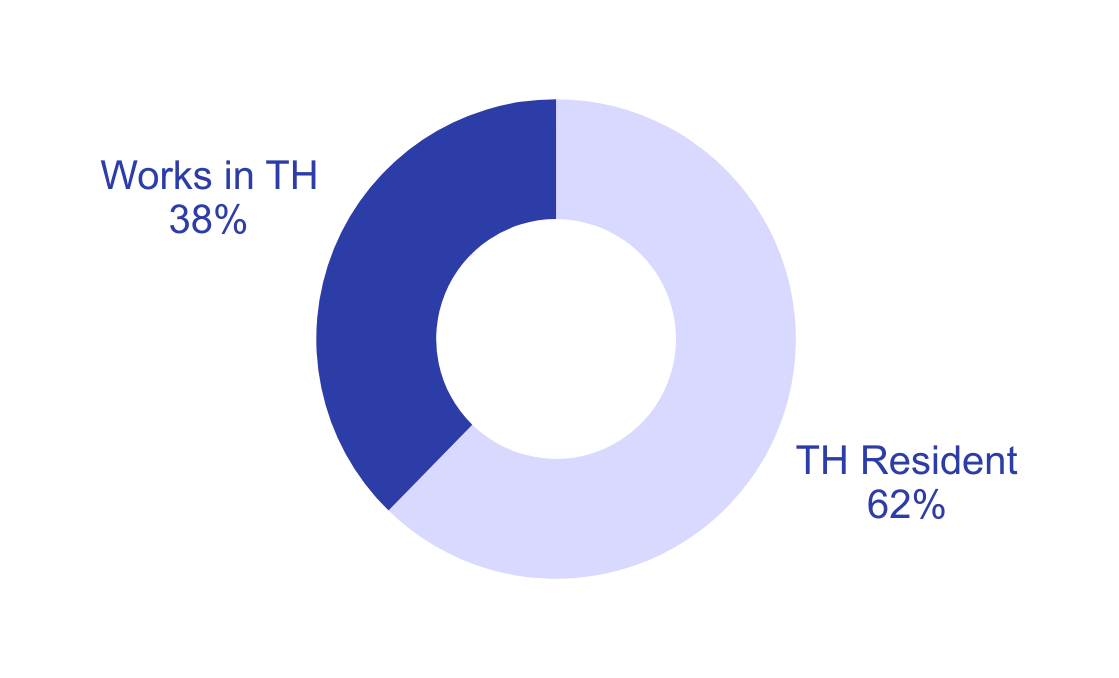 Works in TH
38%
TH Resident
62%